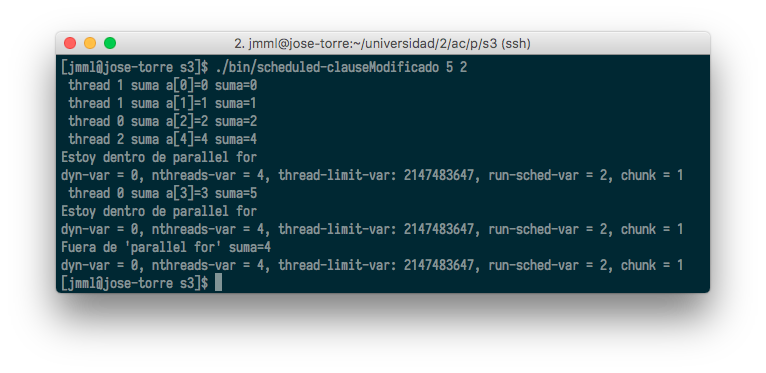 2. jmml@jose-torre:~/universidad/2/ac/p/s3 (ssh)
[jmml@jose-torre s3]$ ./bin/scheduled-clauseModificado 5 2
 thread 1 suma a[0]=0 suma=0
 thread 1 suma a[1]=1 suma=1
 thread 0 suma a[2]=2 suma=2
 thread 2 suma a[4]=4 suma=4
Estoy dentro de parallel for
dyn-var = 0, nthreads-var = 4, thread-limit-var: 2147483647, run-sched-var = 2, chunk = 1
 thread 0 suma a[3]=3 suma=5
Estoy dentro de parallel for
dyn-var = 0, nthreads-var = 4, thread-limit-var: 2147483647, run-sched-var = 2, chunk = 1
Fuera de 'parallel for' suma=4
dyn-var = 0, nthreads-var = 4, thread-limit-var: 2147483647, run-sched-var = 2, chunk = 1
[jmml@jose-torre s3]$